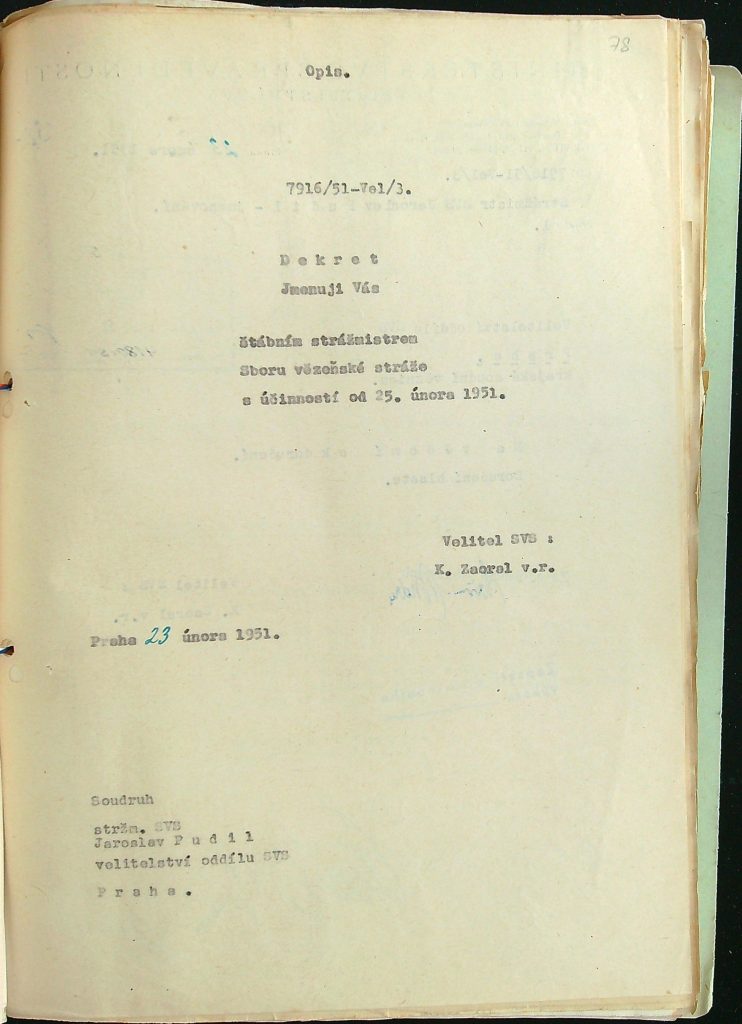 78
Opis.
7916/51-Vel/3.
D e k r e t
Jmenuji Vás
štábním strážmistrem
Sboru vězeňské stráže
s účinností od 25. února 1951.
Velitel SVS :
K. Zaoral v.r.
Praha 23 února 1951.
Soudruh
stržm. SVS
Jaroslav P u d i l
velitelství oddílu SVS
P r a h a .